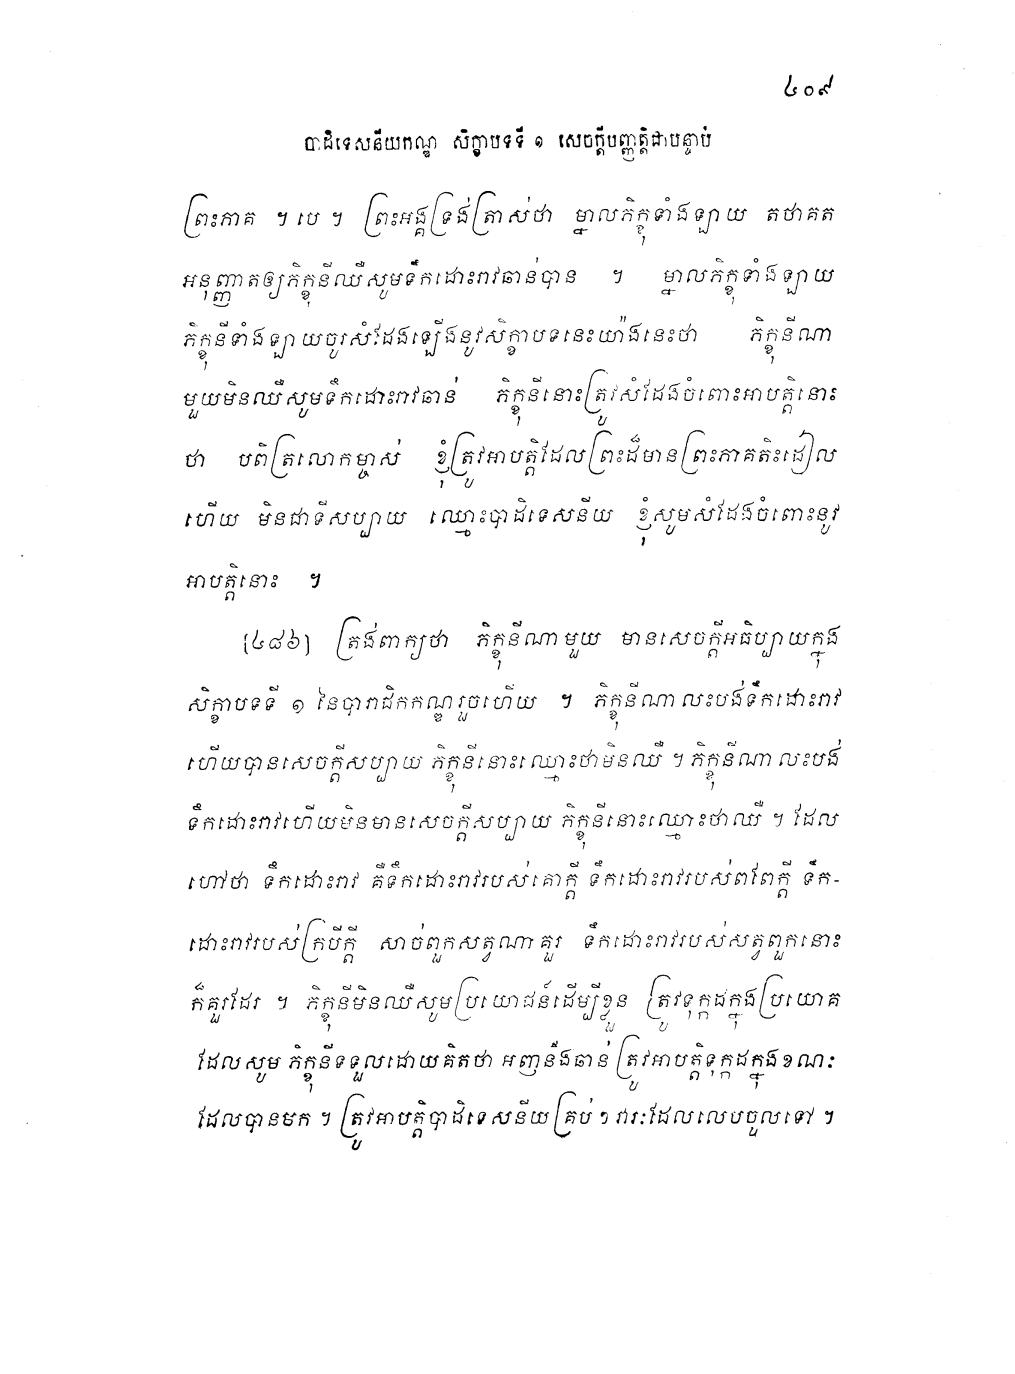 ៤០៩
បាដិទេសនីយកណ្ឌ សិក្ខាបទទី ១ សេចក្តីបញ្ញត្តិជាបន្ទាប់
ព្រះភាគ ។ បេ ។ ព្រះអង្គទ្រង់ត្រាស់ថា ម្នាលភិក្ខុទាំងឡាយ តថាគត
អនុញ្ញាតឲ្យភិក្ខុនីឈឺសូមទឹកដោះរាវឆាន់បាន ។ ម្នាលភិក្ខុទាំងឡាយ
ភិក្ខុនីទាំងឡាយចូរសំដែងឡើងនូវសិក្ខាបទនេះយ៉ាងនេះថា ភិក្ខុនីណា
មួយមិនឈឺសូមទឹកដោះរាវឆាន់ ភិក្ខុនីនោះត្រូវសំដែងចំពោះអាបត្តិនោះ
ថា បពិត្រលោកម្ចាស់ ខ្ញុំត្រូវអាបត្តិដែលព្រះដ៏មានព្រះភាគតិះដៀល
ហើយ មិនជាទីសប្បាយ ឈ្មោះបាដិទេសនីយ ខ្ញុំសូមសំដែងចំពោះនូវ
អាបត្តិនោះ ។
[៤៨៦] ត្រង់ពាក្យថា ភិក្ខុនីណាមួយ មានសេចក្តីអធិប្បាយក្នុង
សិក្ខាបទទី ១ នៃបារាជិកកណ្ឌរួចហើយ ។ ភិក្ខុនីណាលះបង់ទឹកដោះរាវ
ហើយបានសេចក្តីសប្បាយ ភិក្ខុនីនោះឈ្មោះថាមិនឈឺ ។ ភិក្ខុនីណាលះបង់
ទឹកដោះរាវហើយមិនមានសេចក្តីសប្បាយ ភិក្ខុនីនោះឈ្មោះថាឈឺ ។ ដែល
ហៅថា ទឹកដោះរាវ គឺទឹកដោះរាវរបស់គោក្តី ទឹកដោះរាវរបស់ពពែក្តី ទឹក-
ដោះរាវរបស់ក្របីក្តី សាច់ពួកសត្វណាគួរ ទឹកដោះរាវរបស់សត្វពួកនោះ
ក៏គួរដែរ ។ ភិក្ខុនីមិនឈឺសូមប្រយោជន៍ដើម្បីខ្លួន ត្រូវទុក្កដក្នុងប្រយោគ
ដែលសូម ភិក្ខុនីទទួលដោយគិតថា អញនឹងឆាន់ ត្រូវអាបត្តិទុក្កដក្នុងខណៈ
ដែលបានមក ។ ត្រូវអាបត្តិបាដិទេសនីយគ្រប់ ៗ វារៈដែលលេបចូលទៅ ។